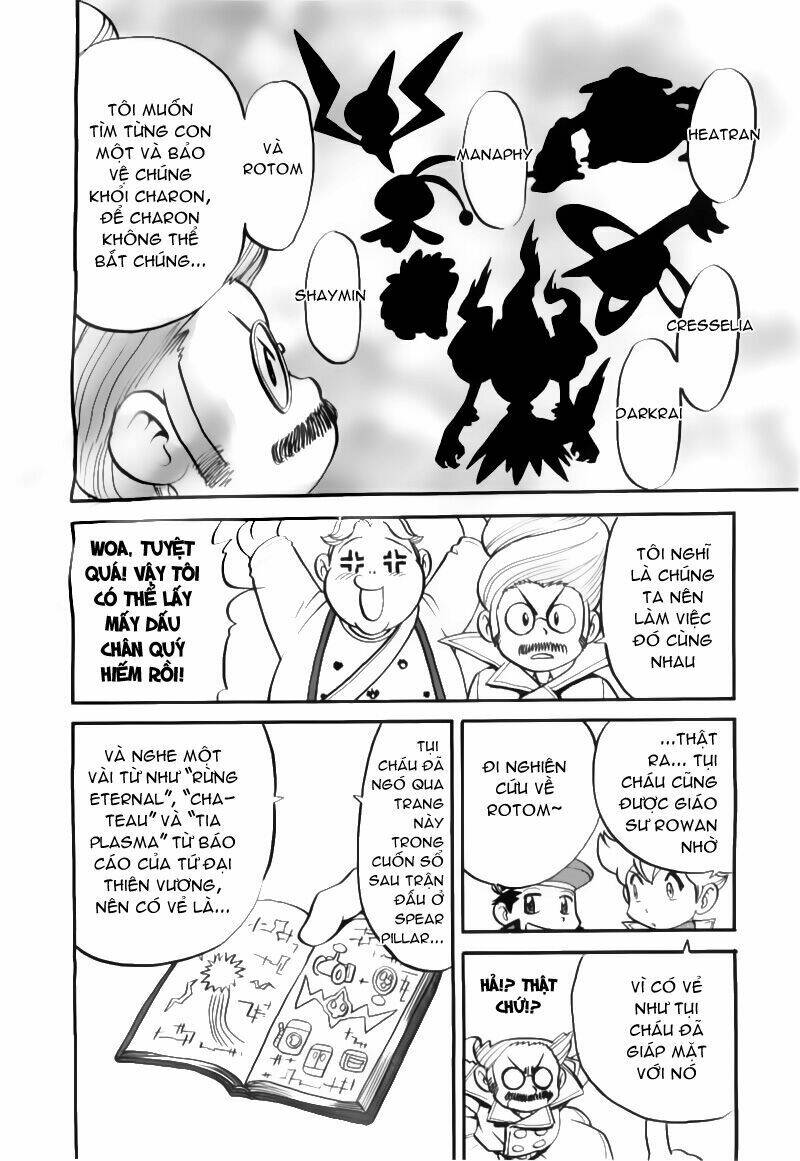 HEATRAN
CRESSELIA
DARKRAI
MANAPHY
SHAYMIN
VÀ
ROTOM
TÔI MUỐN
TÌM TỪNG CON
MỘT VÀ BẢO
VỆ CHÚNG
KHỎI CHARON,
ĐỂ CHARON
KHÔNG THỂ
BẮT CHÚNG...
TÔI NGHĨ
LÀ CHÚNG
TA NÊN
LÀM VIỆC
ĐÓ CÙNG
NHAU
WOA, TUYỆT
QUÁ! VẬY TÔI
CÓ THỂ LẤY
MẤY DẤU
CHÂN QUÝ
HIẾM RỒI!
...THẬT
RA... TỤI
CHÁU CŨNG
ĐƯỢC GIÁO
SƯ ROWAN
NHỜ
ĐI NGHIÊN
CỨU VỀ
ROTOM~
VÌ CÓ VẺ
NHƯ TỤI
CHÁU ĐÃ
GIÁP MẶT
VỚI NÓ
HẢ!? THẬT
CHỨ!?
TỤI
CHÁU ĐÃ
NGÓ QUA
TRANG
NÀY
TRONG
CUỐN SỔ
SAU TRẬN
ĐẤU Ở
SPEAR
PILLAR...
VÀ NGHE MỘT
VÀI TỪ NHƯ "RỪNG
ETERNAL", "CHA-
TEAU" VÀ "TIA
PLASMA" TỪ BÁO
CÁO CỦA TỨ ĐẠI
THIÊN VƯƠNG,
NÊN CÓ VẺ LÀ...